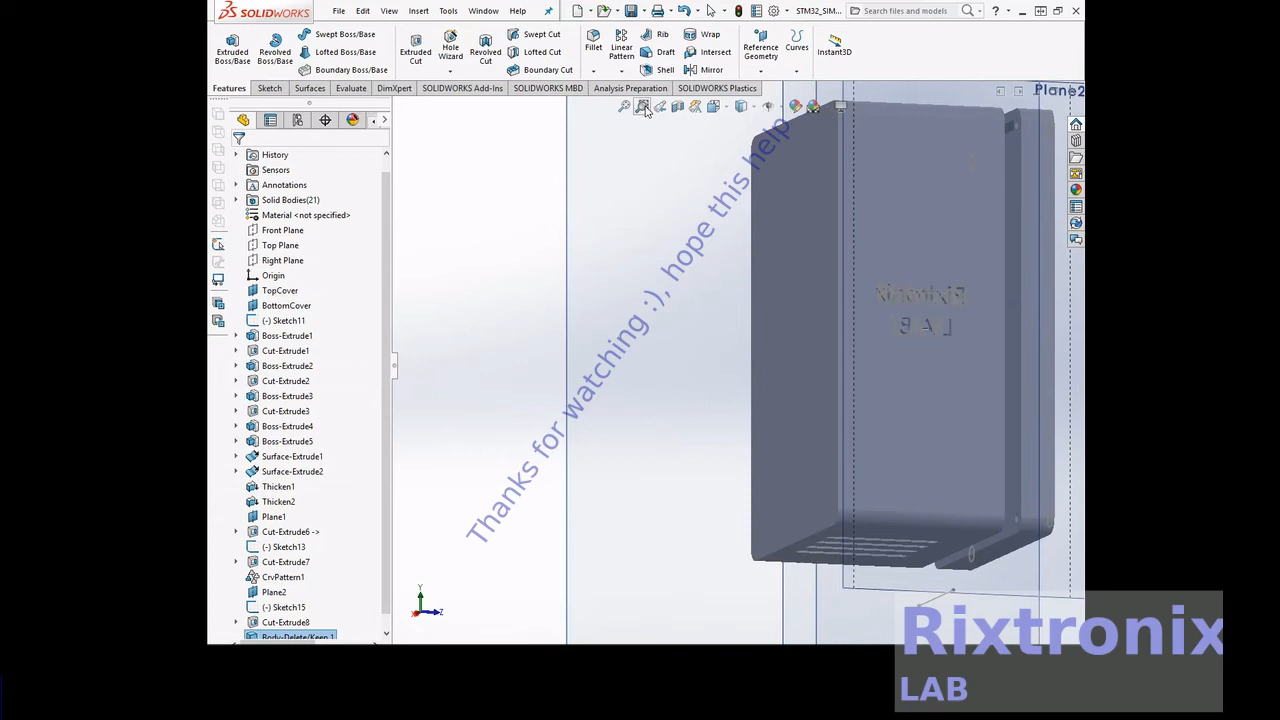 SOLIDWORKS
File Edit View Insert Tools Window Help
STM32_SIM...
Search files and models
Extruded Boss/Base
Revolved Boss/Base
Swept Boss/Base
Lofted Boss/Base
Boundary Boss/Base
Extruded Cut
Hole Wizard
Revolved Cut
Swept Cut
Lofted Cut
Boundary Cut
Fillet
Linear Pattern
Rib
Draft
Shell
Wrap
Intersect
Mirror
Reference Geometry
Curves
Instant3D
Features Sketch Surfaces Evaluate DimXpert SOLIDWORKS Add-Ins SOLIDWORKS MBD Analysis Preparation SOLIDWORKS Plastics
Plane2
History
Sensors
Annotations
Solid Bodies(21)
Material <not specified>
Front Plane
Top Plane
Right Plane
Origin
TopCover
BottomCover
(-) Sketch11
Boss-Extrude1
Cut-Extrude1
Boss-Extrude2
Cut-Extrude2
Boss-Extrude3
Cut-Extrude3
Boss-Extrude4
Boss-Extrude5
Surface-Extrude1
Surface-Extrude2
Thicken1
Thicken2
Plane1
Cut-Extrude6 ->
(-) Sketch13
Cut-Extrude7
CrvPattern1
Plane2
(-) Sketch15
Cut-Extrude8
Body-Delete/Keep 1
Thanks for watching :), hope this help
Rixtronix
LAB
Y
X
Z
Rixtronix
LAB